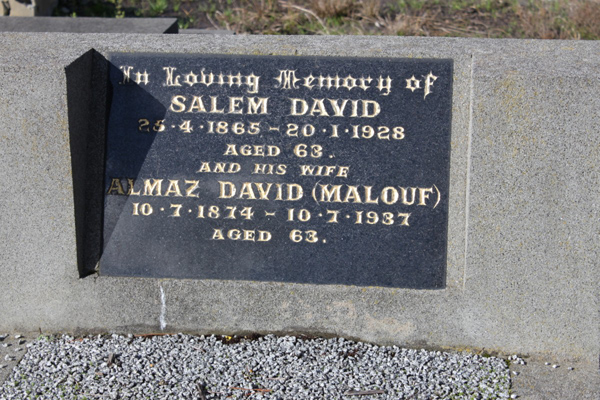 In Loving Memory of
SALEM DAVID
25·4·1865 – 20·1·1928
AGED 63.
AND HIS WIFE
ALMAZ DAVID (MALOUF)
10·7·1874 – 10·7·1937
AGED 63.